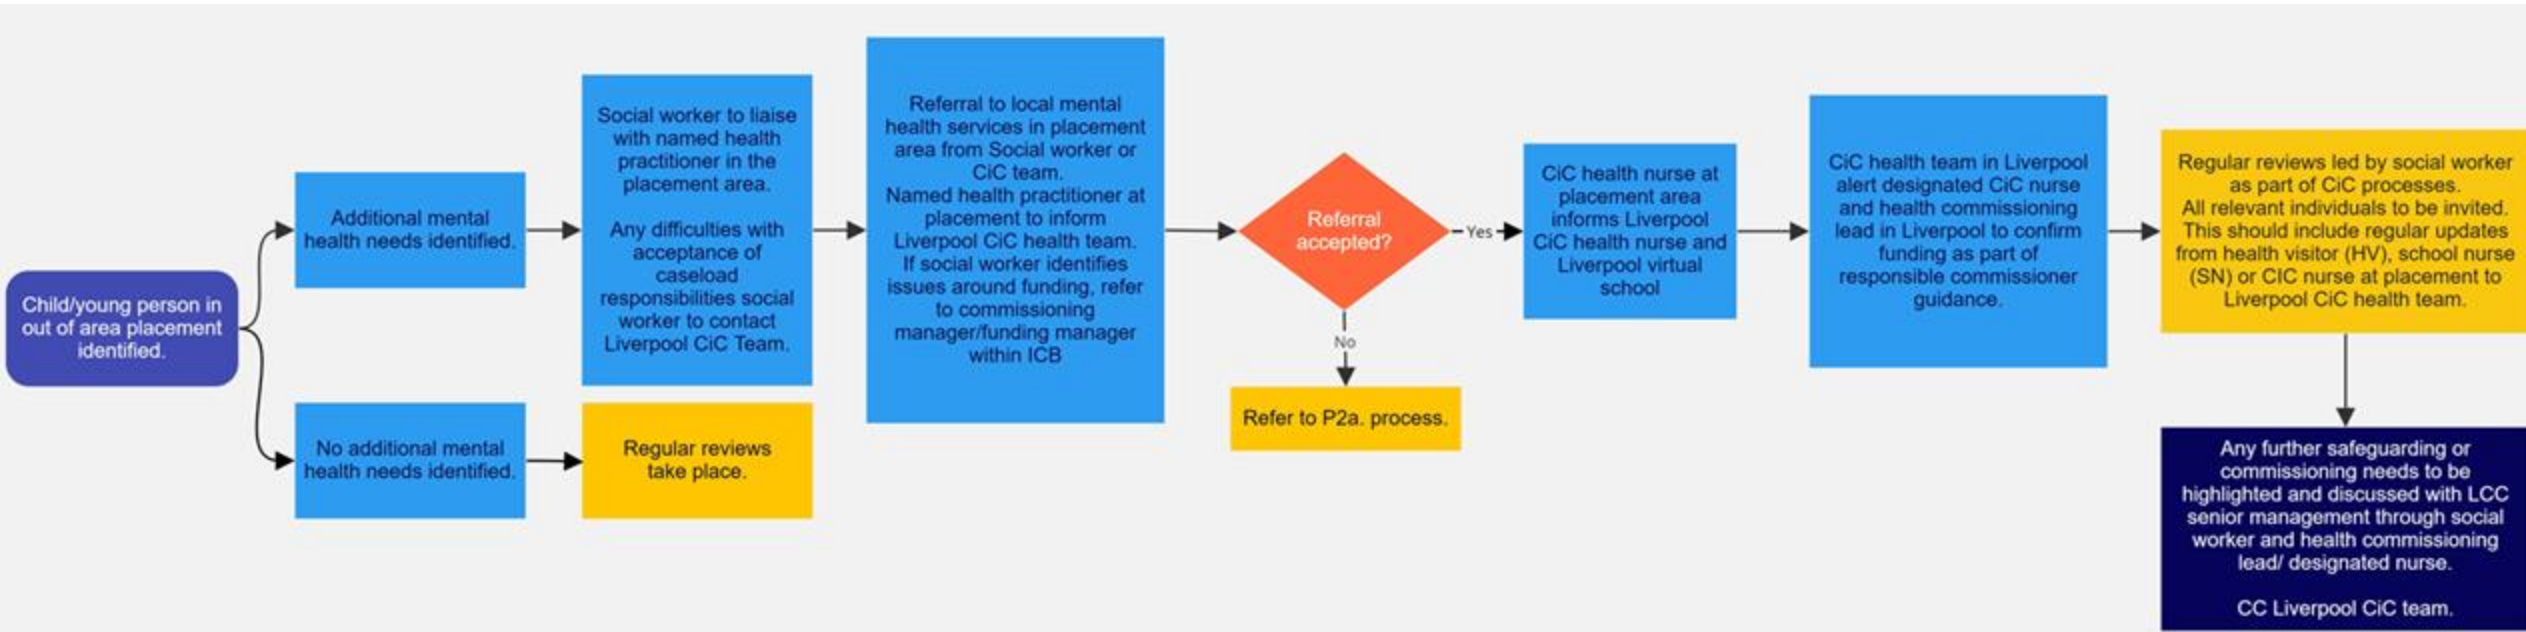 Child/young person in
out of area placement
identified.
Additional mental
health needs identified.
No additional mental
health needs identified.
Social worker to liaise
with named health
practitioner in the
placement area.
Any difficulties with
acceptance of
caseload
responsibilities social
worker to contact
Liverpool CiC Team.
Regular reviews
take place.
Referral to local mental
health services in placement
area from Social worker or
CiC team.
Named health practitioner at
placement to inform
Liverpool CiC health team.
If social worker identifies
issues around funding, refer
to commissioning
manager/funding manager
within ICB
Referral
accepted?
Yes
No
Refer to P2a. process.
CiC health nurse at
placement area
informs Liverpool
CiC health nurse and
Liverpool virtual
school
CiC health team in Liverpool
alert designated CiC nurse
and health commissioning
lead in Liverpool to confirm
funding as part of
responsible commissioner
guidance.
Regular reviews led by social worker
as part of CiC processes.
All relevant individuals to be invited.
This should include regular updates
from health visitor (HV), school nurse
(SN) or CIC nurse at placement to
Liverpool CiC health team.
Any further safeguarding or
commissioning needs to be
highlighted and discussed with LCC
senior management through social
worker and health commissioning
lead/ designated nurse.
CC Liverpool CiC team.